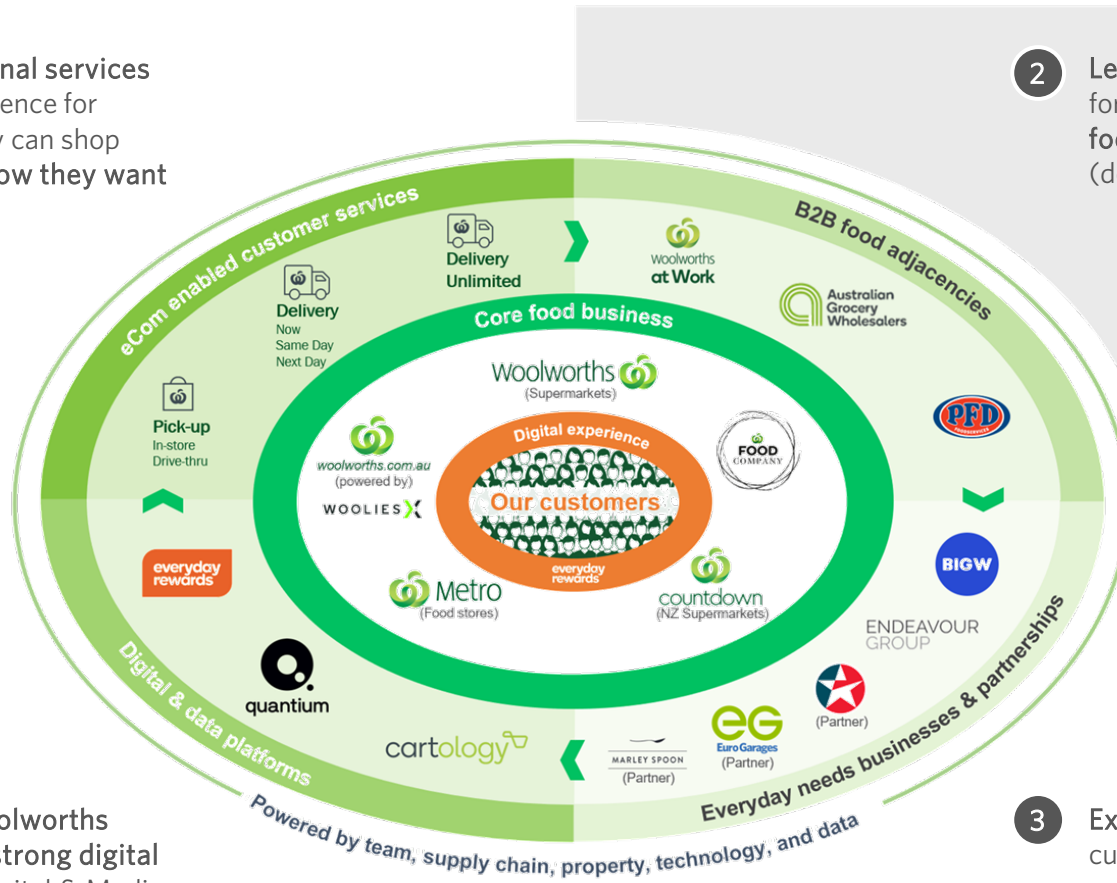 nal services
ence for
y can shop
ow they want
2
Le
for
foo
(d
eCom enabled customer services
Delivery
Unlimited
Delivery
Now
Same Day
Next Day
Pick-up
In-store
Drive-thru
B2B food adjacencies
woolworths
at Work
Australian
Grocery
Wholesalers
PFD
FOODSERVICES
Core food business
Woolworths
(Supermarkets)
woolworths.com.au
(powered by)
WOOLIESX
FOOD
COMPANY
Digital experience
Our customers
everyday
rewards
Metro
(Food stores)
countdown
(NZ Supermarkets)
everyday
rewards
quantium
cartology
Digital & data platforms
BIGW
ENDEAVOUR
GROUP
(Partner)
eG
Euro Garages
(Partner)
MARLEY SPOON
(Partner)
Everyday needs businesses & partnerships
Powered by team, supply chain, property, technology, and data
olworths
strong digital
3
Ex
cu